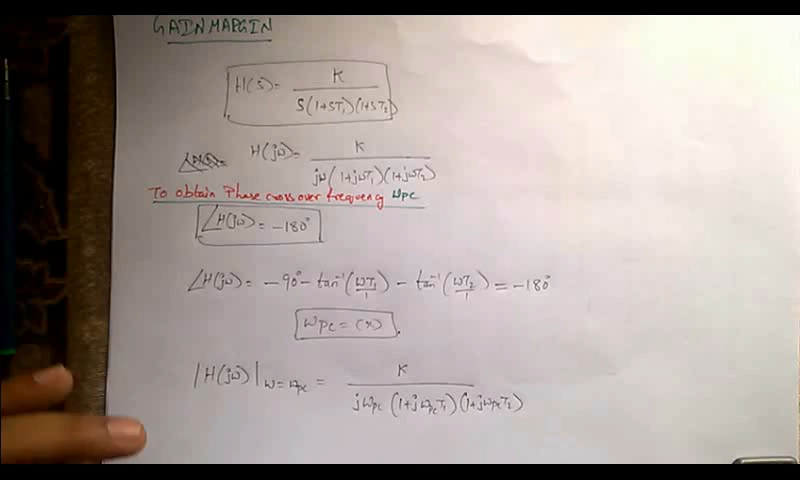 GAIN MARGIN
H(s) = K / S(1+ST₁)(1+ST₂)
H(jω) = K / jω(1+jωT₁)(1+jωT₂)
To obtain Phase cross over frequency ωpc
∠H(jω) = -180°
∠H(jω) = -90° - tan⁻¹(ωT₁/1) - tan⁻¹(ωT₂/1) = -180°
ωpc = (x).
|H(jω)|ω=ωpc = K / jωpc (1+jωpcT₁)(1+jωpcT₂)